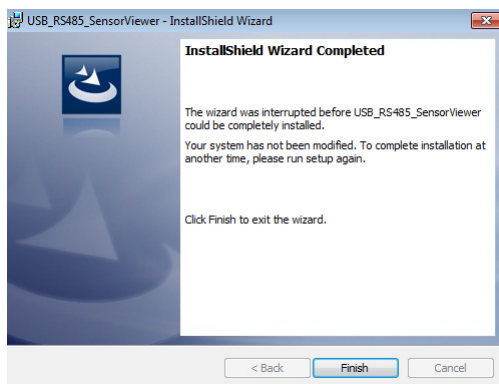 USB_RS485_SensorViewer - InstallShield Wizard
InstallShield Wizard Completed
The wizard was interrupted before USB_RS485_SensorViewer
could be completely installed.
Your system has not been modified. To complete installation at
another time, please run setup again.
Click Finish to exit the wizard.
< Back Finish Cancel